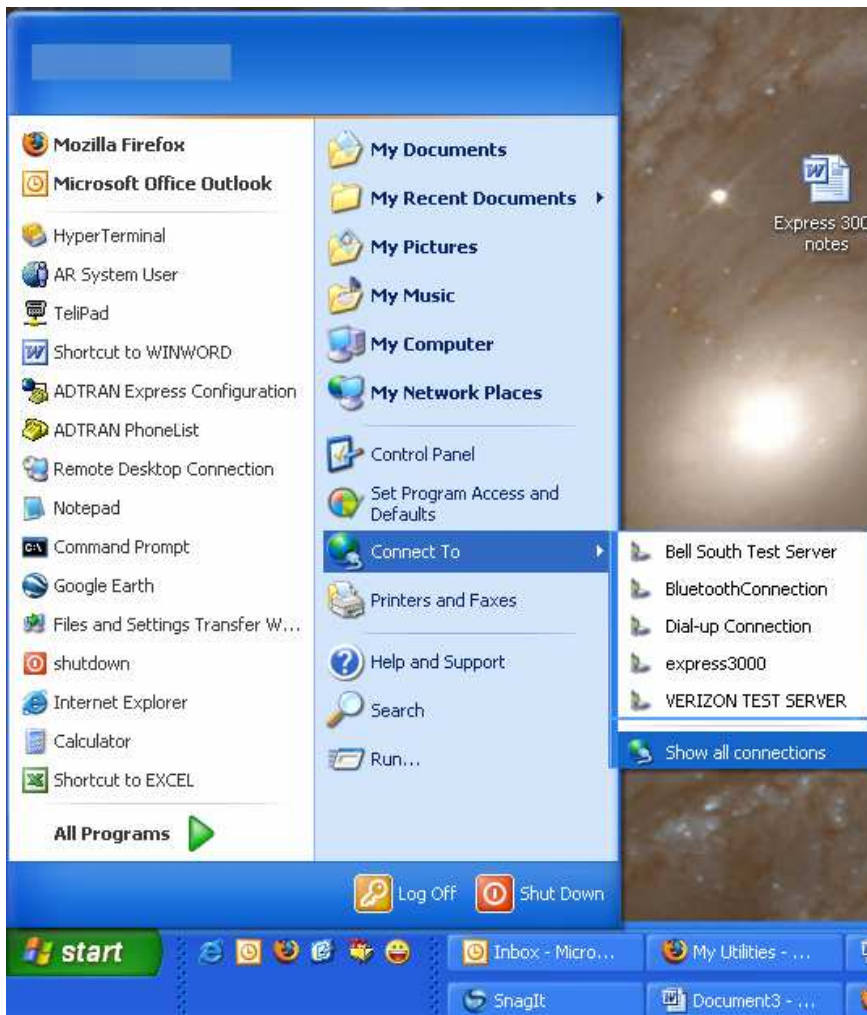 Mozilla Firefox
Microsoft Office Outlook
HyperTerminal
AR System User
TeliPad
Shortcut to WINWORD
ADTRAN Express Configuration
ADTRAN PhoneList
Remote Desktop Connection
Notepad
Command Prompt
Google Earth
Files and Settings Transfer W...
shutdown
Internet Explorer
Calculator
Shortcut to EXCEL
All Programs
My Documents
My Recent Documents
My Pictures
My Music
My Computer
My Network Places
Control Panel
Set Program Access and
Defaults
Connect To
Printers and Faxes
Help and Support
Search
Run...
Bell South Test Server
BluetoothConnection
Dial-up Connection
express3000
VERIZON TEST SERVER
Show all connections
Express 300
notes
Log Off
Shut Down
start
Inbox - Micro...
My Utilities - ...
SnagIt
Document3 - ...